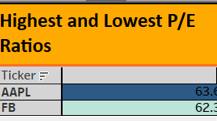 Highest and Lowest P/E
Ratios
Ticker
AAPL 63.6
FB 62.3